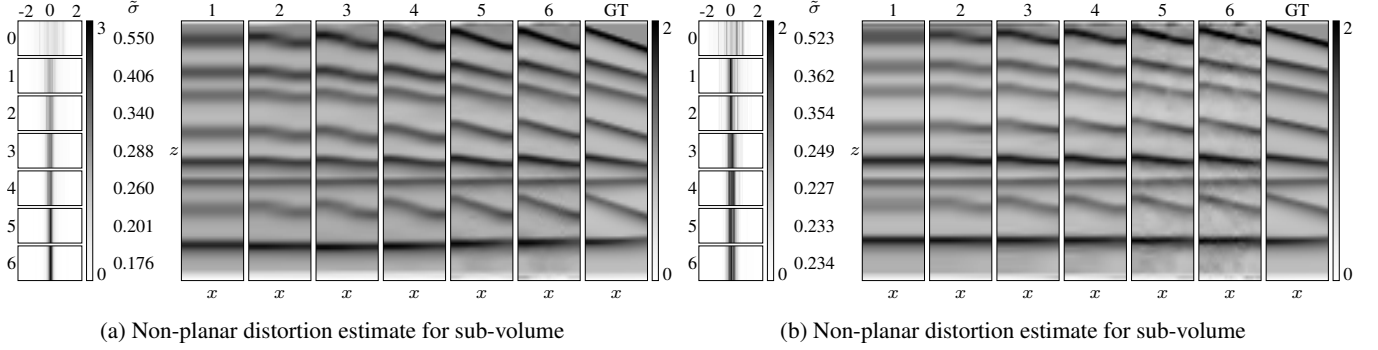 -2 0 2 σ̃ 1 2 3 4 5 6 GT -2 0 2 σ̃ 1 2 3 4 5 6 GT
0 3 0.550 2 0 2 0.523 2
1 0.406 1 0.362
2 0.340 2 0.354
3 0.288 z 3 0.249 z
4 0.260 4 0.227
5 0.201 5 0.233
6 0 0.176 0 6 0 0.234 0
x x x x x x x x x x x x x x
(a) Non-planar distortion estimate for sub-volume (b) Non-planar distortion estimate for sub-volume